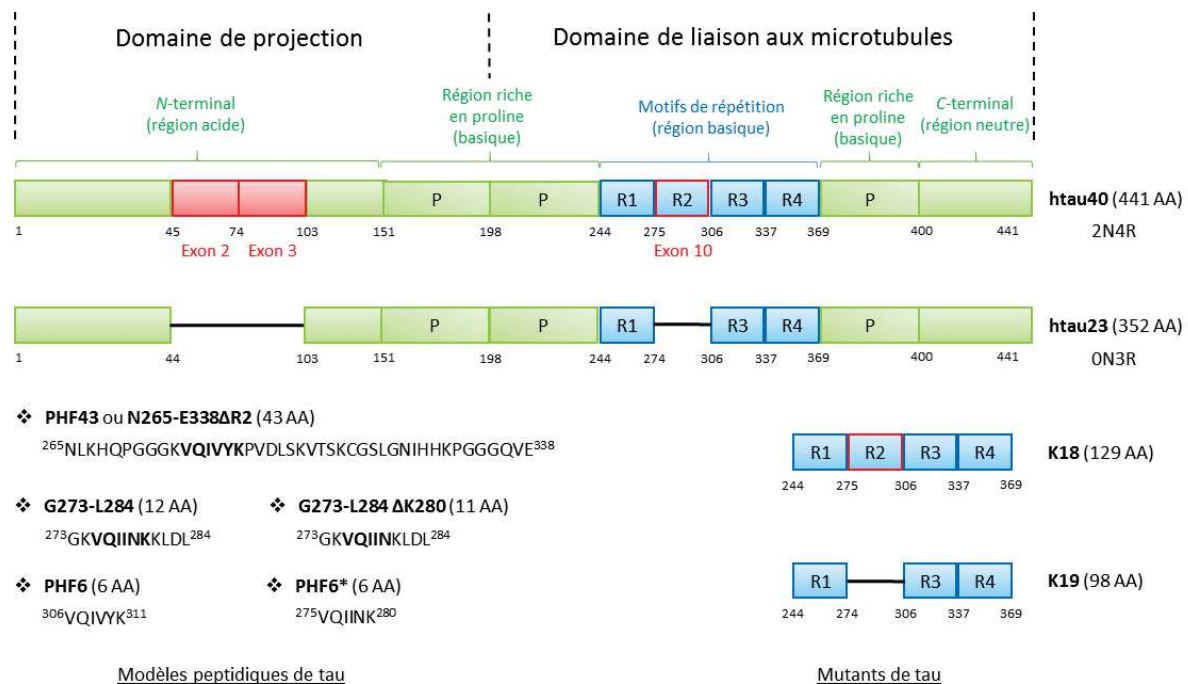 Domaine de projection
Domaine de liaison aux microtubules
N-terminal
(région acide)
Région riche
en proline
(basique)
Motifs de répétition
(région basique)
Région riche
en proline
(basique)
C-terminal
(région neutre)
P P R1 R2 R3 R4 P
htau40 (441 AA)
2N4R
1 45 74 103 151 198 244 275 306 337 369 400 441
Exon 2 Exon 3 Exon 10
P P R1 R3 R4 P
htau23 (352 AA)
0N3R
1 44 103 151 198 244 274 306 337 369 400 441
❖ PHF43 ou N265-E338ΔR2 (43 AA)
265NLKHQPGGGKVQIVYKPVDLSKVTSKCGSLGNIHHKPGGGQVE338
❖ G273-L284 (12 AA)
273GKVQIINKKLDL284
❖ G273-L284 ΔK280 (11 AA)
273GKVQIINKLDL284
❖ PHF6 (6 AA)
306VQIVYK311
❖ PHF6* (6 AA)
275VQIINK280
Modèles peptidiques de tau
R1 R2 R3 R4
K18 (129 AA)
244 275 306 337 369
R1 R3 R4
K19 (98 AA)
244 274 306 337 369
Mutants de tau